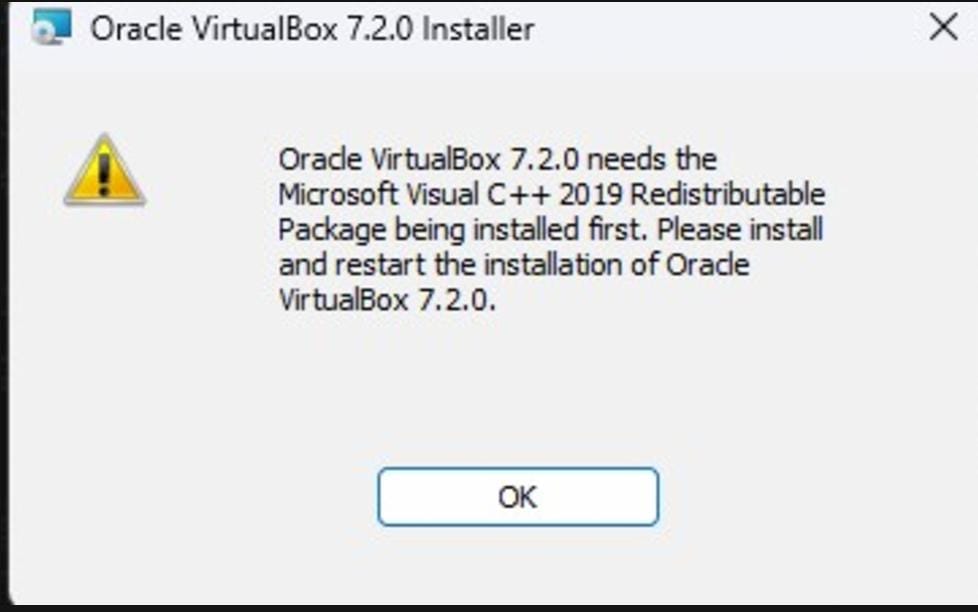 Oracle VirtualBox 7.2.0 Installer
Oracle VirtualBox 7.2.0 needs the
Microsoft Visual C++ 2019 Redistributable
Package being installed first. Please install
and restart the installation of Oracle
VirtualBox 7.2.0.
OK